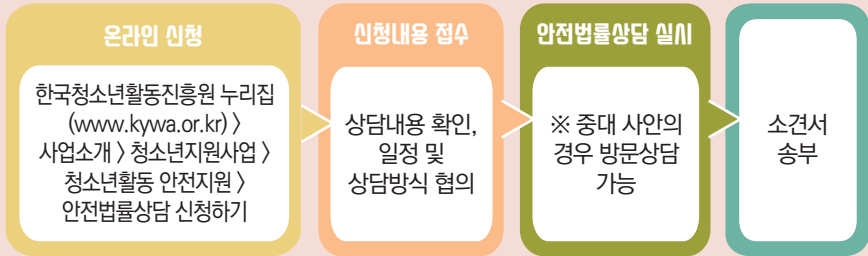 온라인 신청
한국청소년활동진흥원 누리집
(www.kywa.or.kr) 〉
사업소개 〉 청소년지원사업 〉
청소년활동 안전지원 〉
안전법률상담 신청하기
신청내용 접수
상담내용 확인,
일정 및
상담방식 협의
안전법률상담 실시
※ 중대 사안의
경우 방문상담
가능
소견서
송부